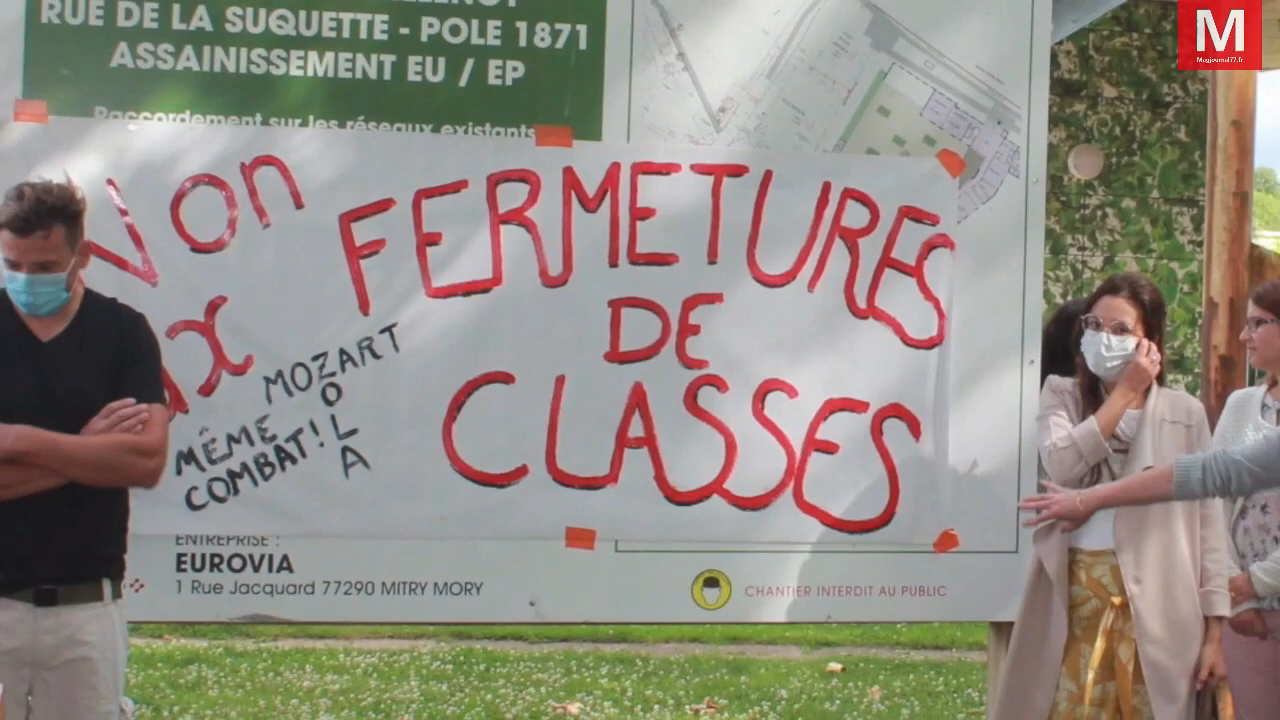 RUE DE LA SUQUETTE - POLE 1871
ASSAINISSEMENT EU / EP
Raccordement sur les réseaux existants
Non
FERMETURES
DE
CLASSES
MOZART
ZOLA
MÊME
COMBAT !
ENTREPRISE :
EUROVIA
1 Rue Jacquard 77290 MITRY MORY
CHANTIER INTERDIT AU PUBLIC
M
Magjournal77.fr